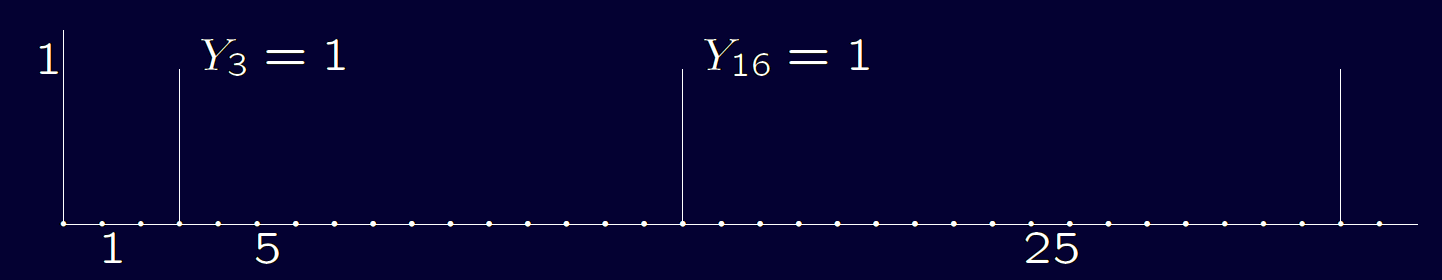 1 Y₃ = 1 Y₁₆ = 1
1 5 25